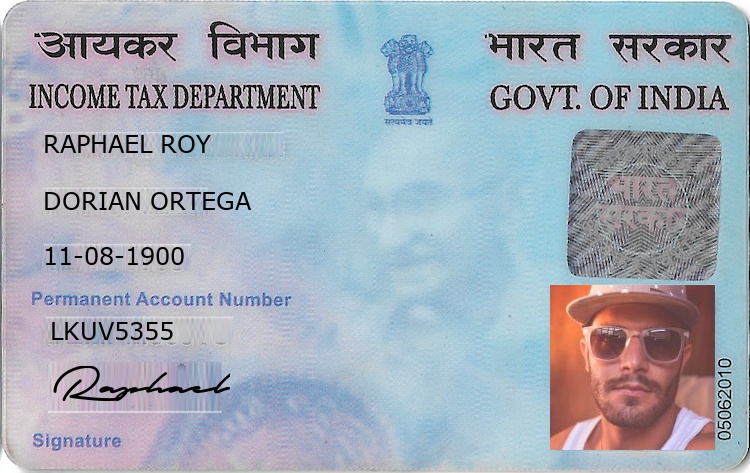 आयकर विभाग
भारत सरकार
INCOME TAX DEPARTMENT
GOVT. OF INDIA
सत्यमेव जयते
RAPHAEL ROY
DORIAN ORTEGA
11-08-1900
भारत
सरकार
Permanent Account Number
LKUV5355
Raphael
Signature
05062010